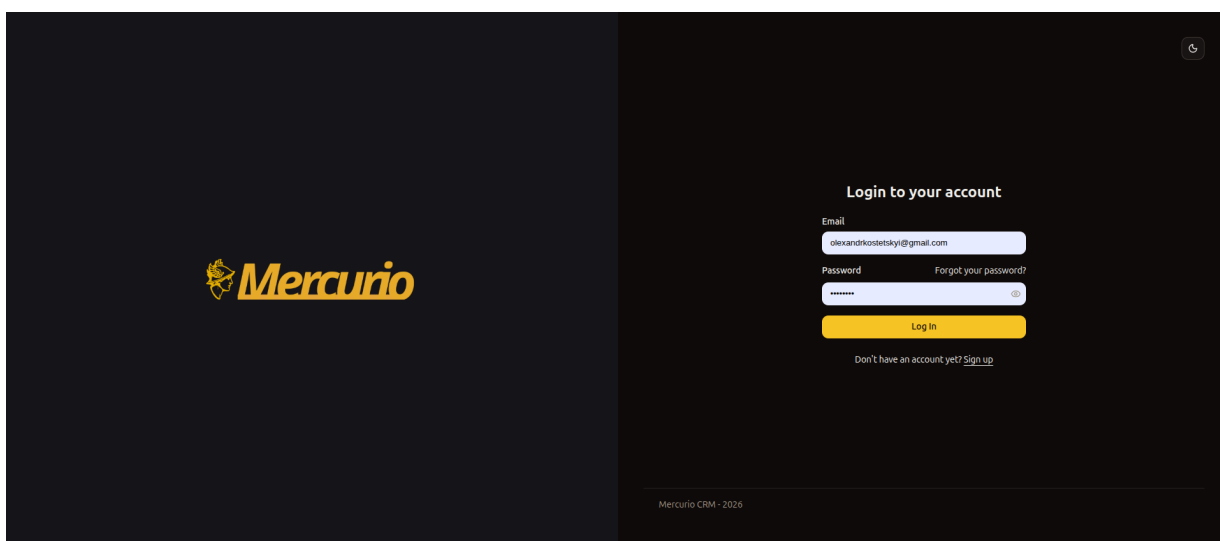 Mercurio
Login to your account
Email
olexandrkostetskyi@gmail.com
Password Forgot your password?
••••••••
Log In
Don't have an account yet? Sign up
Mercurio CRM - 2026